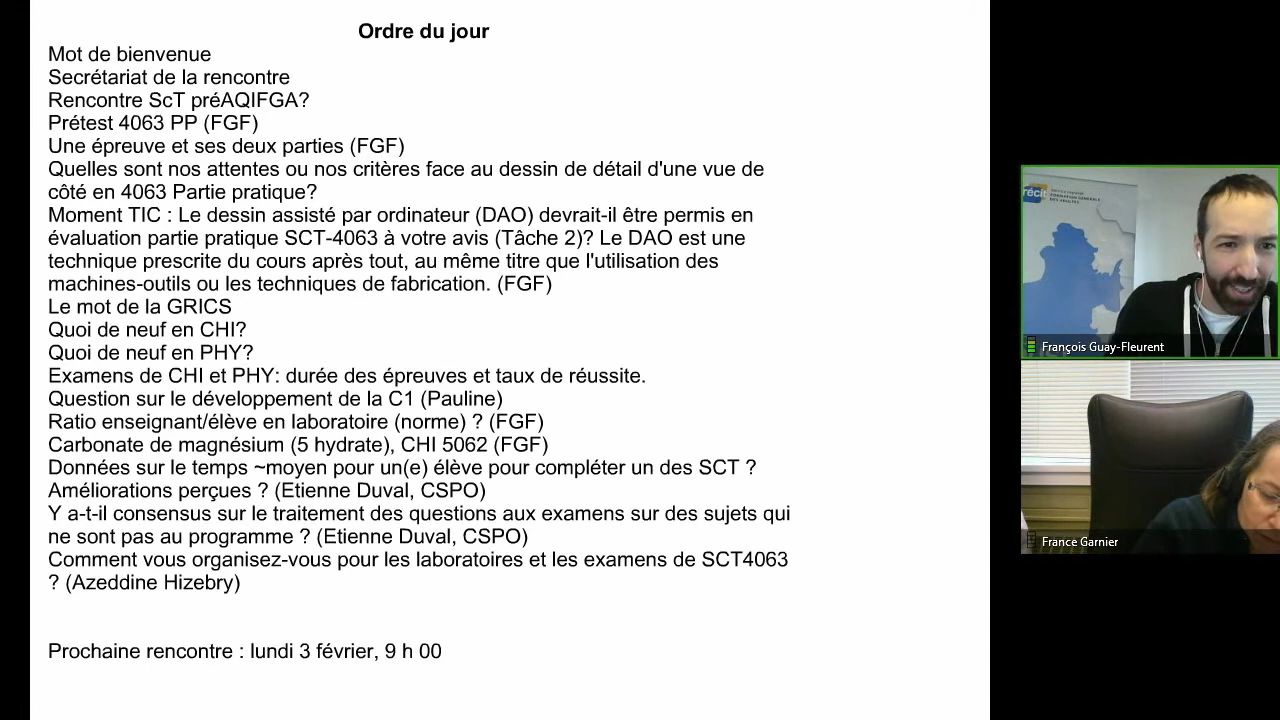 Ordre du jour
Mot de bienvenue
Secrétariat de la rencontre
Rencontre ScT préAQIFGA?
Prétest 4063 PP (FGF)
Une épreuve et ses deux parties (FGF)
Quelles sont nos attentes ou nos critères face au dessin de détail d'une vue de
côté en 4063 Partie pratique?
Moment TIC : Le dessin assisté par ordinateur (DAO) devrait-il être permis en
évaluation partie pratique SCT-4063 à votre avis (Tâche 2)? Le DAO est une
technique prescrite du cours après tout, au même titre que l'utilisation des
machines-outils ou les techniques de fabrication. (FGF)
Le mot de la GRICS
Quoi de neuf en CHI?
Quoi de neuf en PHY?
Examens de CHI et PHY: durée des épreuves et taux de réussite.
Question sur le développement de la C1 (Pauline)
Ratio enseignant/élève en laboratoire (norme) ? (FGF)
Carbonate de magnésium (5 hydrate), CHI 5062 (FGF)
Données sur le temps ~moyen pour un(e) élève pour compléter un des SCT ?
Améliorations perçues ? (Etienne Duval, CSPO)
Y a-t-il consensus sur le traitement des questions aux examens sur des sujets qui
ne sont pas au programme ? (Etienne Duval, CSPO)
Comment vous organisez-vous pour les laboratoires et les examens de SCT4063
? (Azeddine Hizebry)
Prochaine rencontre : lundi 3 février, 9 h 00
récit
FORMATION GÉNÉRALE
DES ADULTES
François Guay-Fleurent
France Garnier